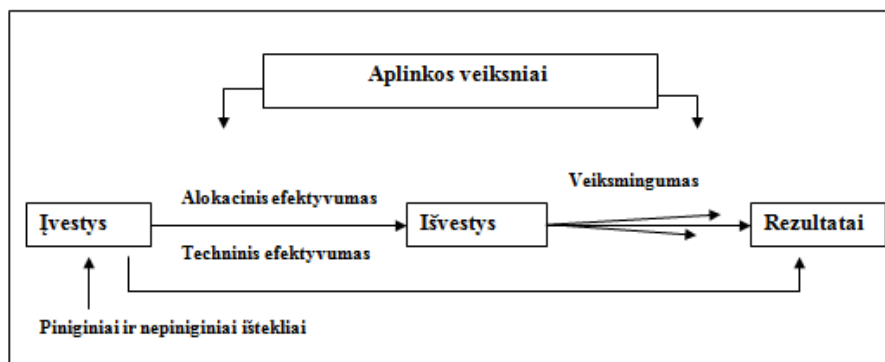 Aplinkos veiksniai
Veiksmingumas
Alokacinis efektyvumas
Įvestys
Išvestys
Rezultatai
Techninis efektyvumas
Piniginiai ir nepiniginiai ištekliai